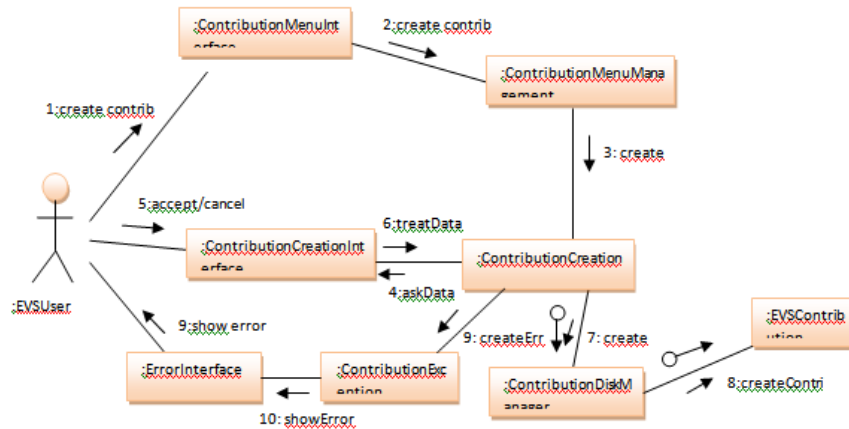 :ContributionMenuInt
erface
2:create contrib
:ContributionMenuMana
gement
1:create contrib
3: create
5:accept/cancel
6:treatData
:ContributionCreationInt
erface
:ContributionCreation
4:askData
:EVSUser
9:show error
9: createErr
7: create
:EVSContrib
ution
:ErrorInterface
:ContributionExc
eption
:ContributionDiskM
anager
8:createContri
10: showError